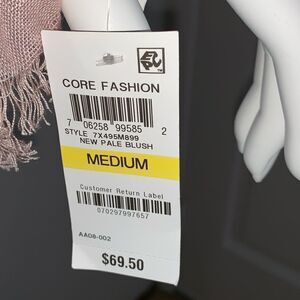 CORE FASHION
7 06258 99585 2
STYLE 7X495M899
NEW PALE BLUSH
MEDIUM
Customer Return Label
070297997657
AA08-002
$69.50